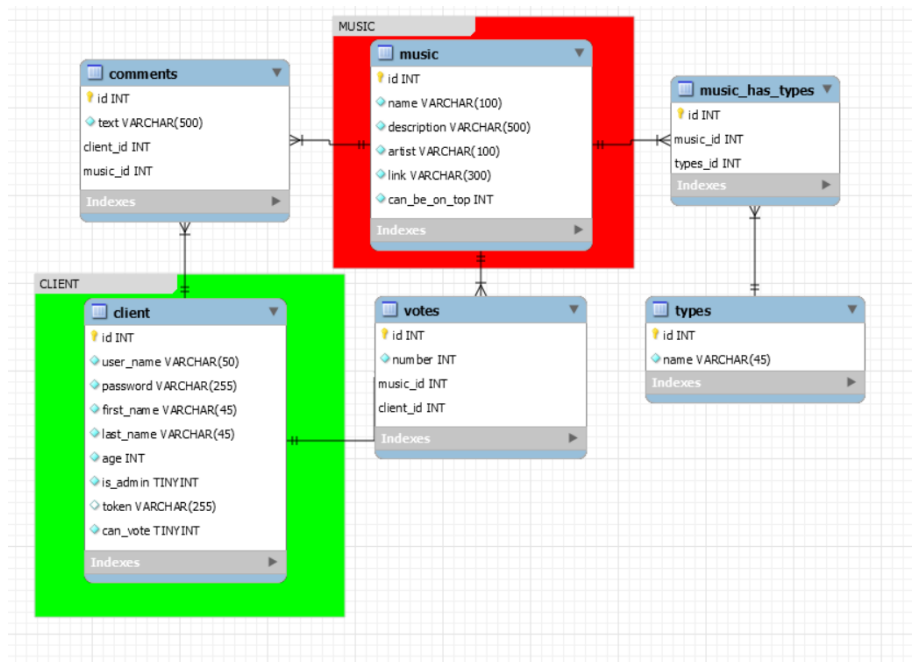 MUSIC
comments
id INT
text VARCHAR(500)
client_id INT
music_id INT
Indexes
music
id INT
name VARCHAR(100)
description VARCHAR(500)
artist VARCHAR(100)
link VARCHAR(300)
can_be_on_top INT
Indexes
music_has_types
id INT
music_id INT
types_id INT
Indexes
CLIENT
client
id INT
user_name VARCHAR(50)
password VARCHAR(255)
first_name VARCHAR(45)
last_name VARCHAR(45)
age INT
is_admin TINYINT
token VARCHAR(255)
can_vote TINYINT
Indexes
votes
id INT
number INT
music_id INT
client_id INT
Indexes
types
id INT
name VARCHAR(45)
Indexes